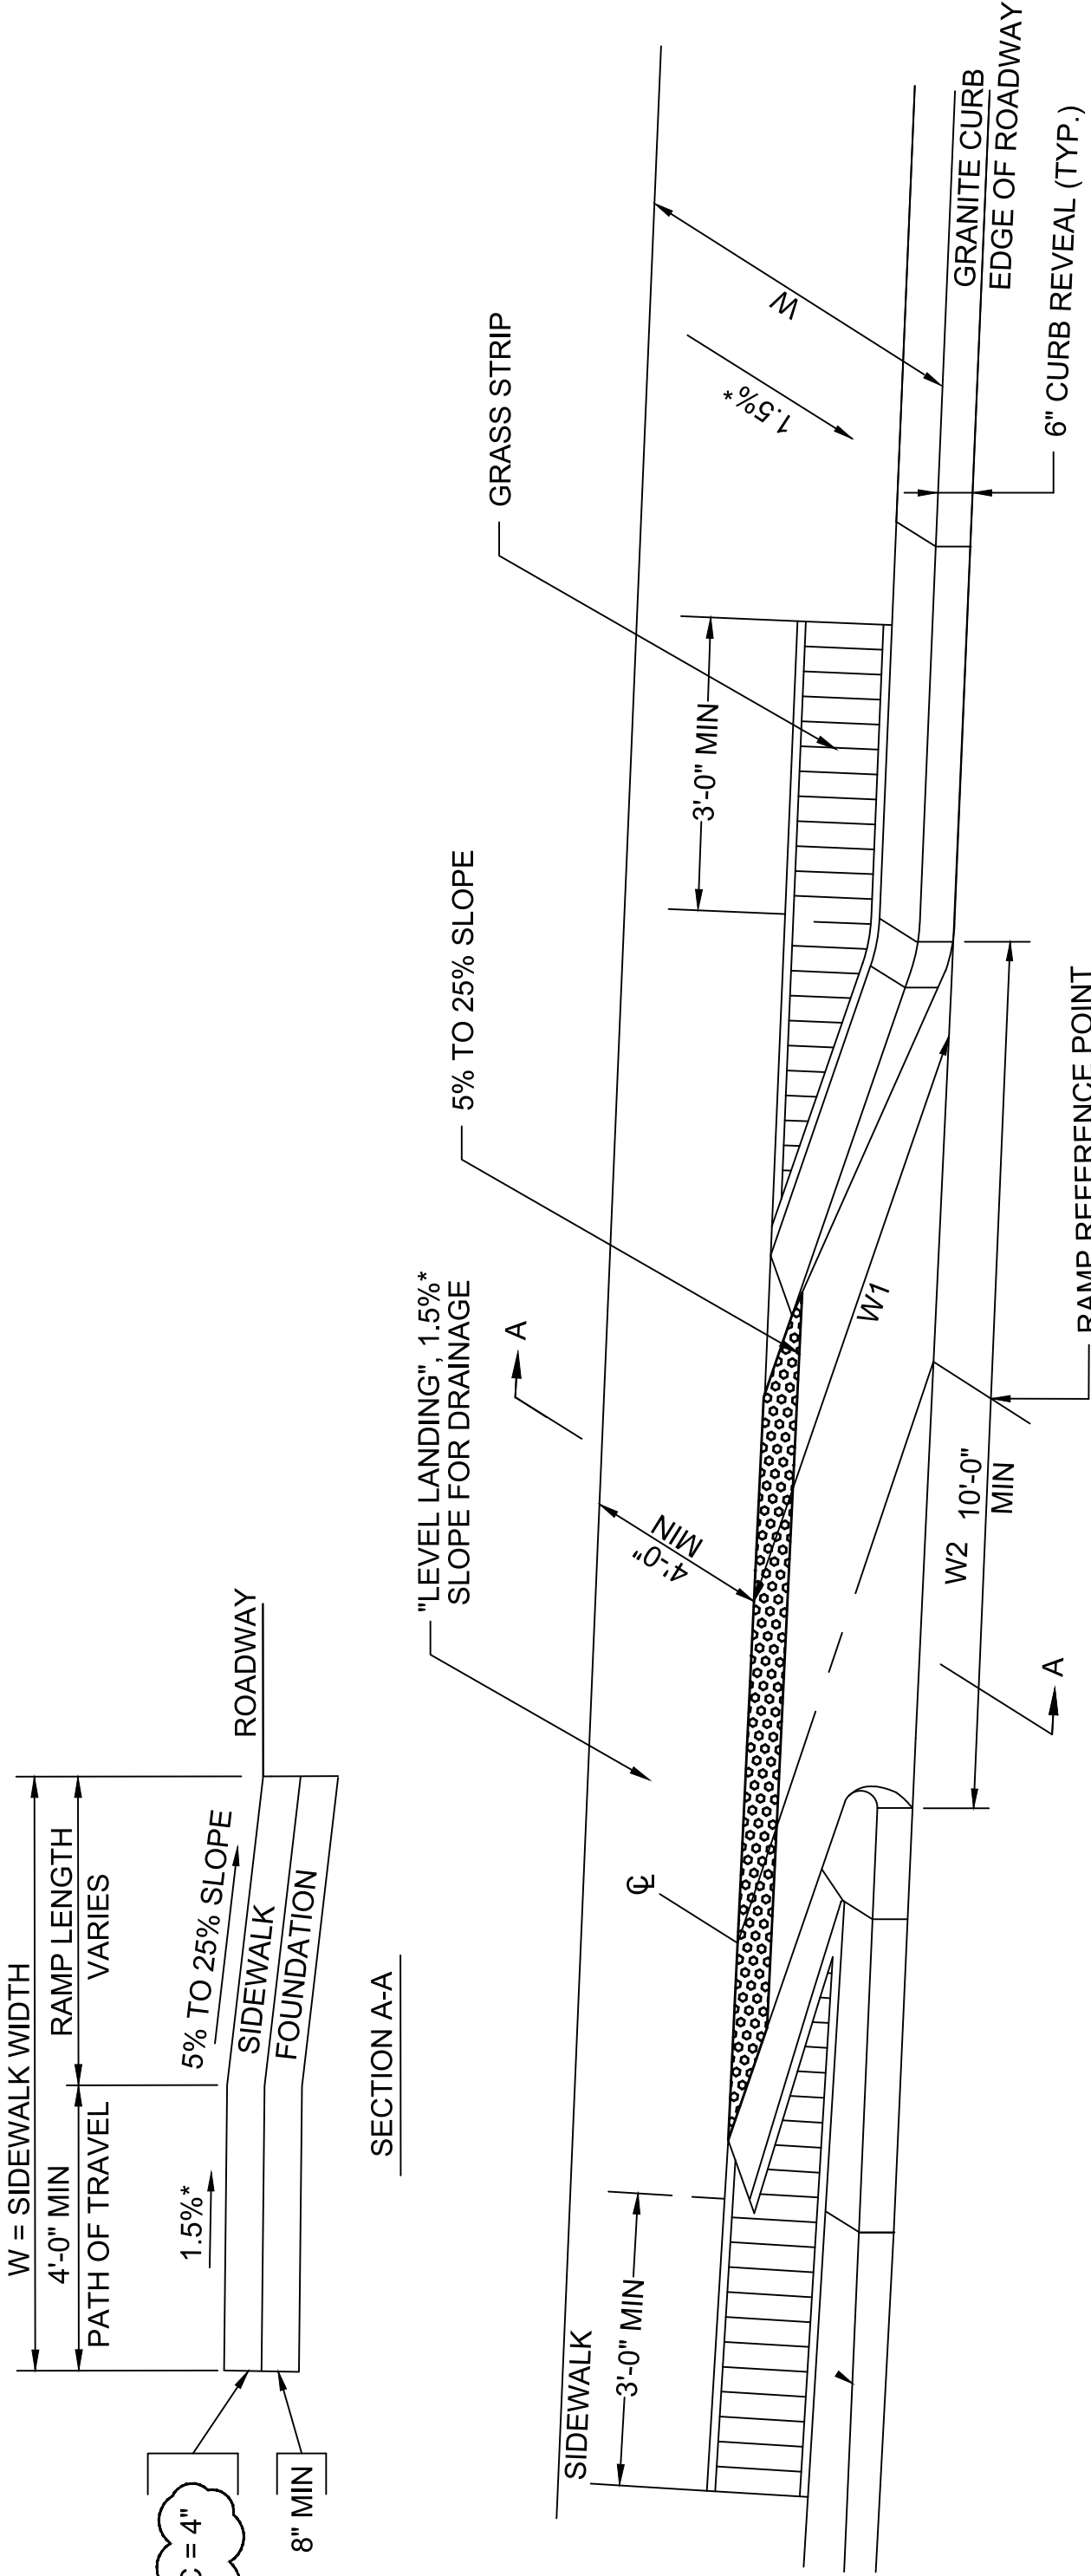 W = SIDEWALK WIDTH
4'-0" MIN
RAMP LENGTH
PATH OF TRAVEL
VARIES
1.5%*
5% TO 25% SLOPE
ROADWAY
SIDEWALK
FOUNDATION
C = 4"
8" MIN
SECTION A-A
"LEVEL LANDING", 1.5%*
SLOPE FOR DRAINAGE
5% TO 25% SLOPE
GRASS STRIP
A
SIDEWALK
3'-0" MIN
℄
4'-0"
MIN
3'-0" MIN
1.5%*
W
W1
W2
10'-0"
MIN
A
GRANITE CURB
EDGE OF ROADWAY
6" CURB REVEAL (TYP.)
RAMP REFERENCE POINT